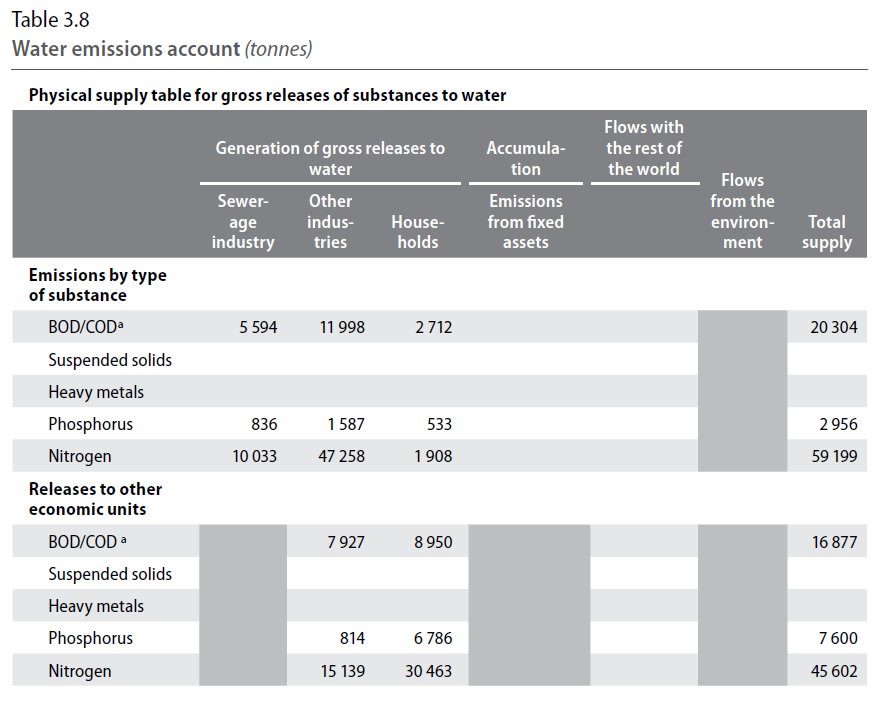 Table 3.8
Water emissions account (tonnes)
Physical supply table for gross releases of substances to water
Generation of gross releases to water
Accumula-
tion
Flows with
the rest of
the world
Flows
from the
environ-
ment
Total
supply
Sewer-
age
industry
Other
indus-
tries
House-
holds
Emissions
from fixed
assets
Emissions by type
of substance
BOD/CODa 5 594 11 998 2 712 20 304
Suspended solids
Heavy metals
Phosphorus 836 1 587 533 2 956
Nitrogen 10 033 47 258 1 908 59 199
Releases to other
economic units
BOD/COD a 7 927 8 950 16 877
Suspended solids
Heavy metals
Phosphorus 814 6 786 7 600
Nitrogen 15 139 30 463 45 602